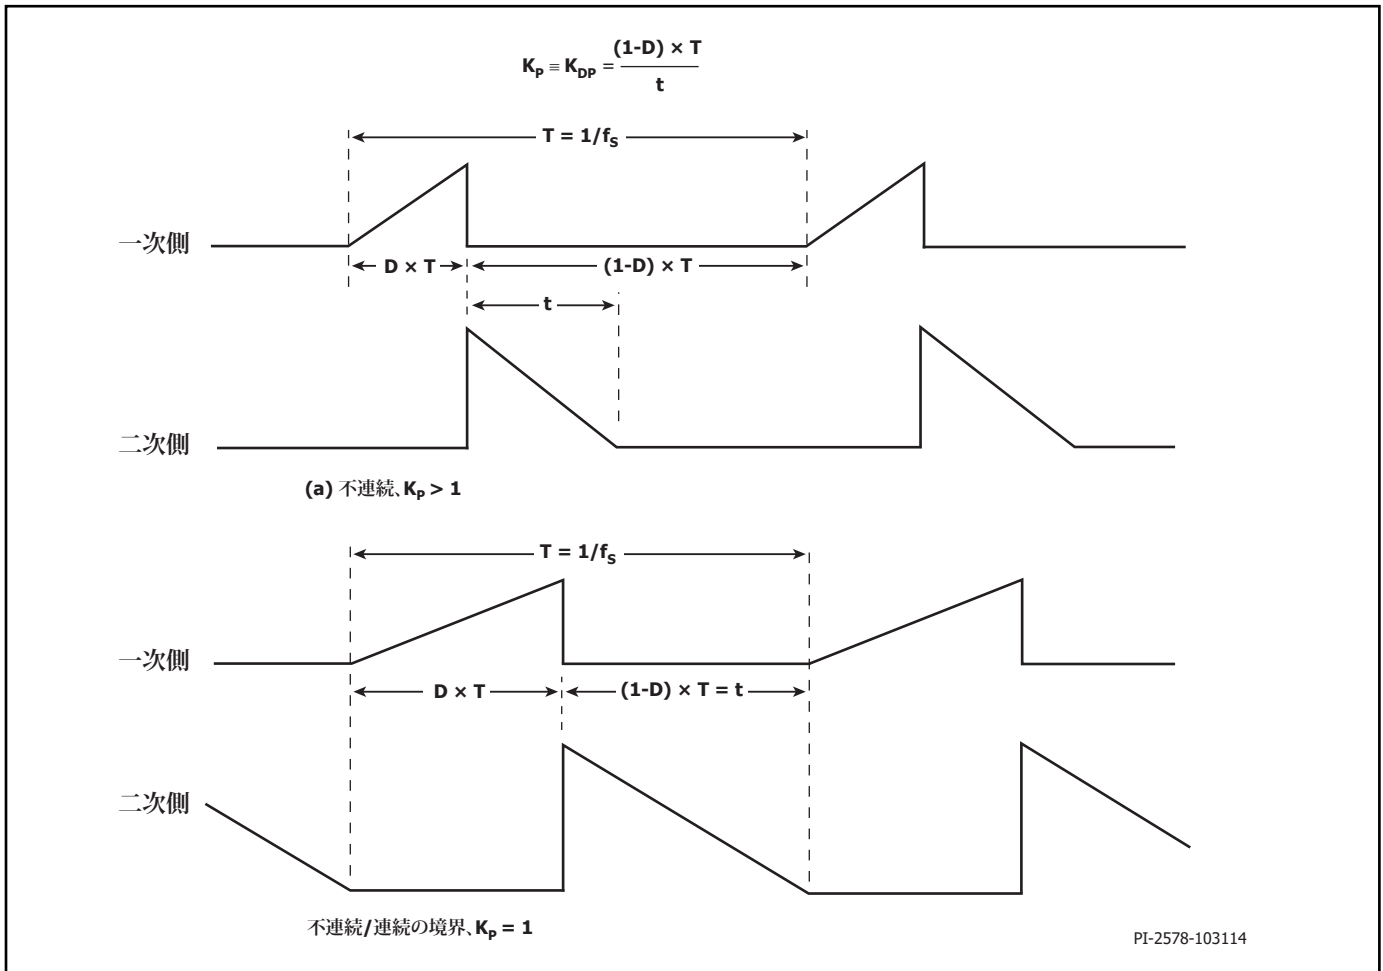 (1-D) × T
K_P ≡ K_DP =
t
T = 1/f_S
一次側
D × T
(1-D) × T
t
二次側
(a) 不連続、K_P > 1
T = 1/f_S
一次側
D × T
(1-D) × T = t
二次側
不連続/連続の境界、K_P = 1
PI-2578-103114